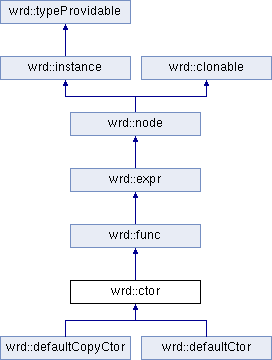 wrd::typeProvidable
wrd::instance
wrd::clonable
wrd::node
wrd::expr
wrd::func
wrd::ctor
wrd::defaultCopyCtor
wrd::defaultCtor